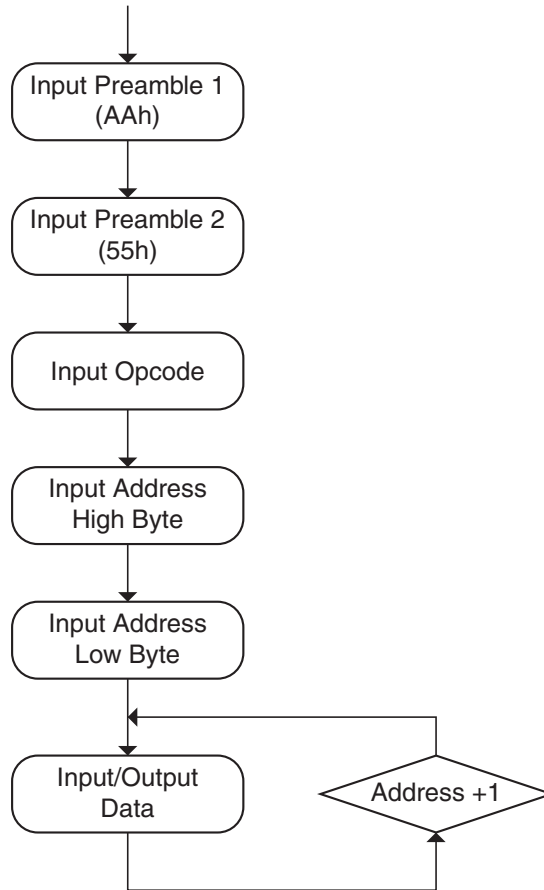 Input Preamble 1
(AAh)
Input Preamble 2
(55h)
Input Opcode
Input Address
High Byte
Input Address
Low Byte
Input/Output
Data
Address +1